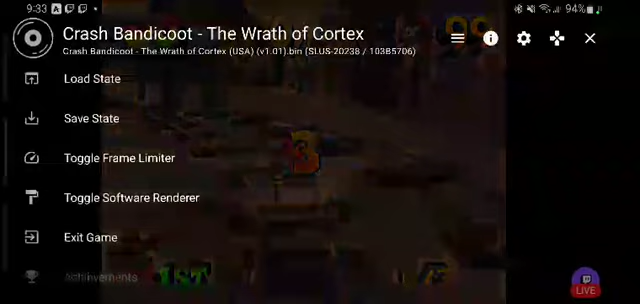 9:33
94%
Crash Bandicoot - The Wrath of Cortex
Crash Bandicoot - The Wrath of Cortex (USA) (v1.01).bin (SLUS-20238 / 103B5706)
Load State
Save State
Toggle Frame Limiter
Toggle Software Renderer
Exit Game
Achievements
1ST
LIVE